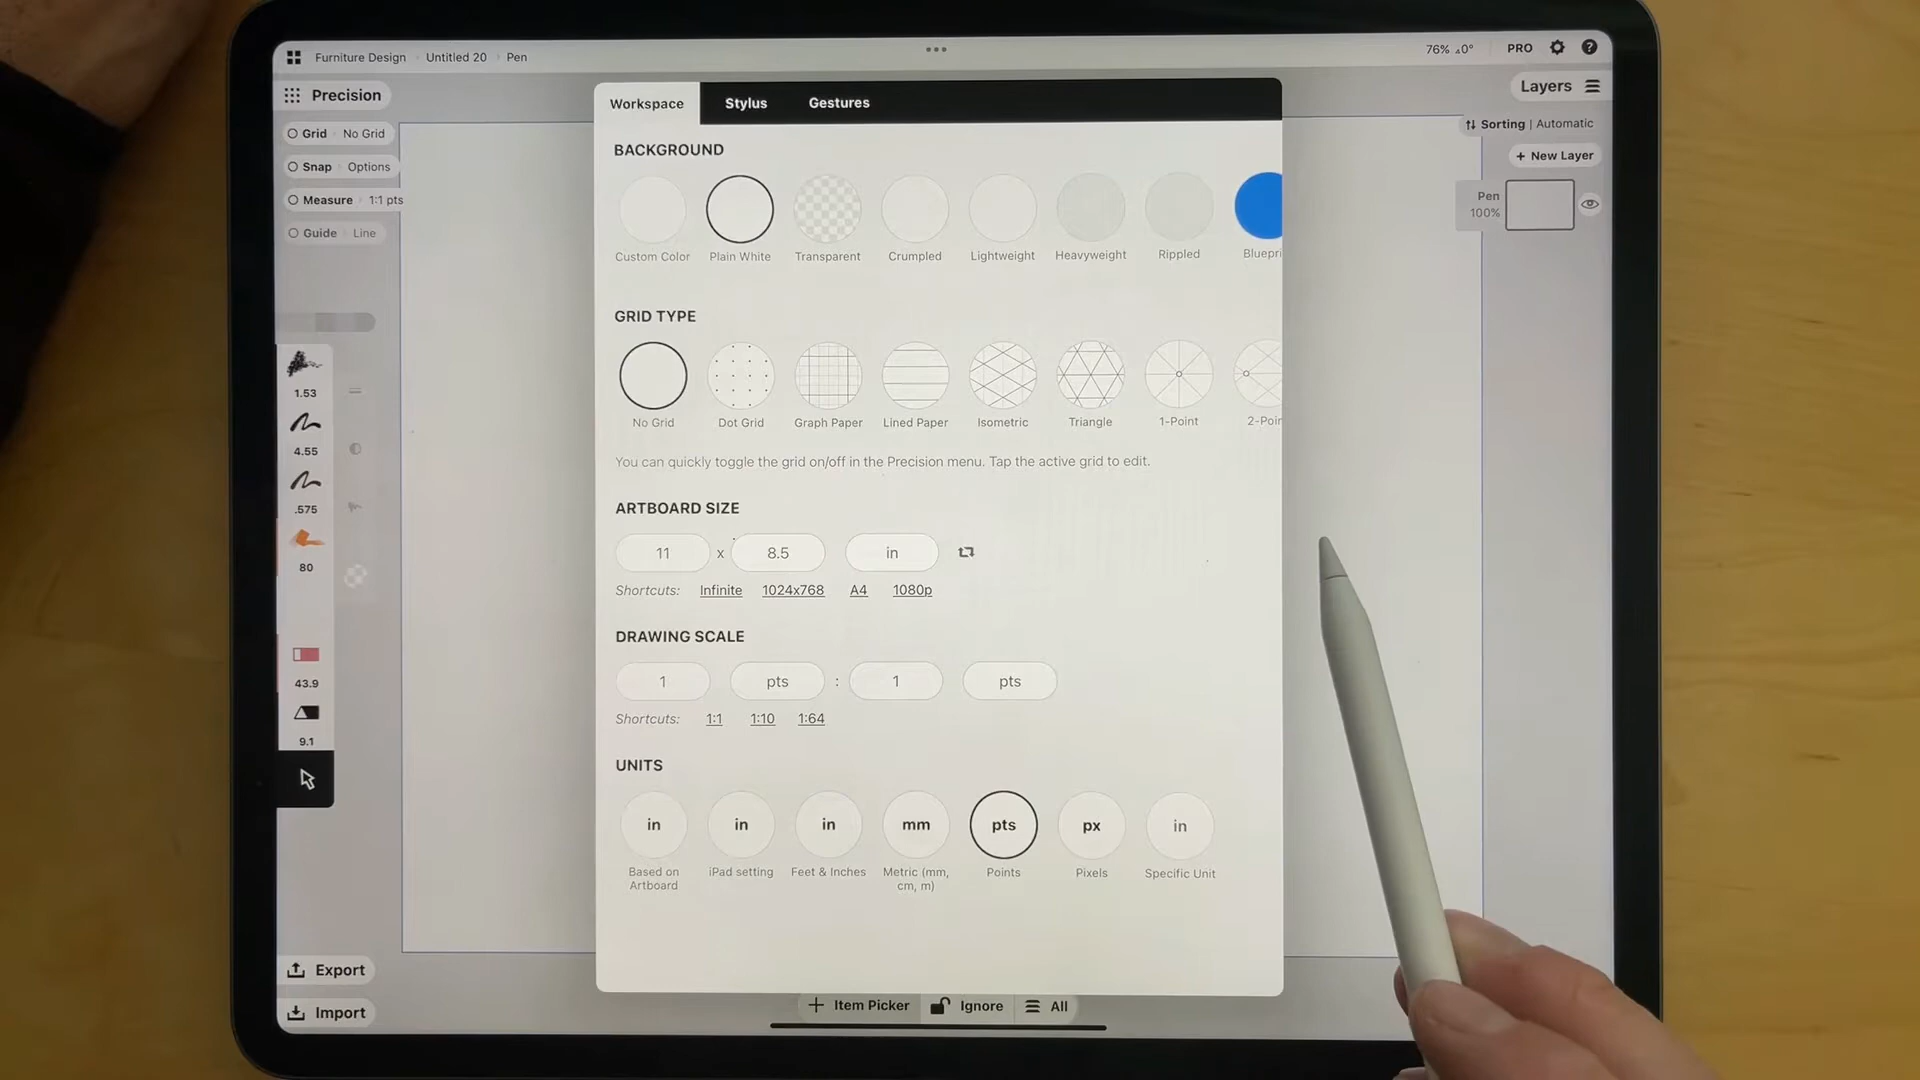 Furniture Design › Untitled 20 › Pen
76% 0°
PRO
?
Precision
Grid › No Grid
Snap › Options
Measure › 1:1 pts
Guide › Line
1.53
4.55
.575
80
43.9
9.1
Export
Import
Workspace
Stylus
Gestures
BACKGROUND
Custom Color
Plain White
Transparent
Crumpled
Lightweight
Heavyweight
Rippled
Bluepri
GRID TYPE
No Grid
Dot Grid
Graph Paper
Lined Paper
Isometric
Triangle
1-Point
2-Poin
You can quickly toggle the grid on/off in the Precision menu. Tap the active grid to edit.
ARTBOARD SIZE
11 x 8.5 in
Shortcuts: Infinite 1024x768 A4 1080p
DRAWING SCALE
1 pts : 1 pts
Shortcuts: 1:1 1:10 1:64
UNITS
in
in
in
mm
pts
px
in
Based on
Artboard
iPad setting
Feet & Inches
Metric (mm,
cm, m)
Points
Pixels
Specific Unit
+ Item Picker
Ignore
All
Layers
Sorting | Automatic
+ New Layer
Pen
100%